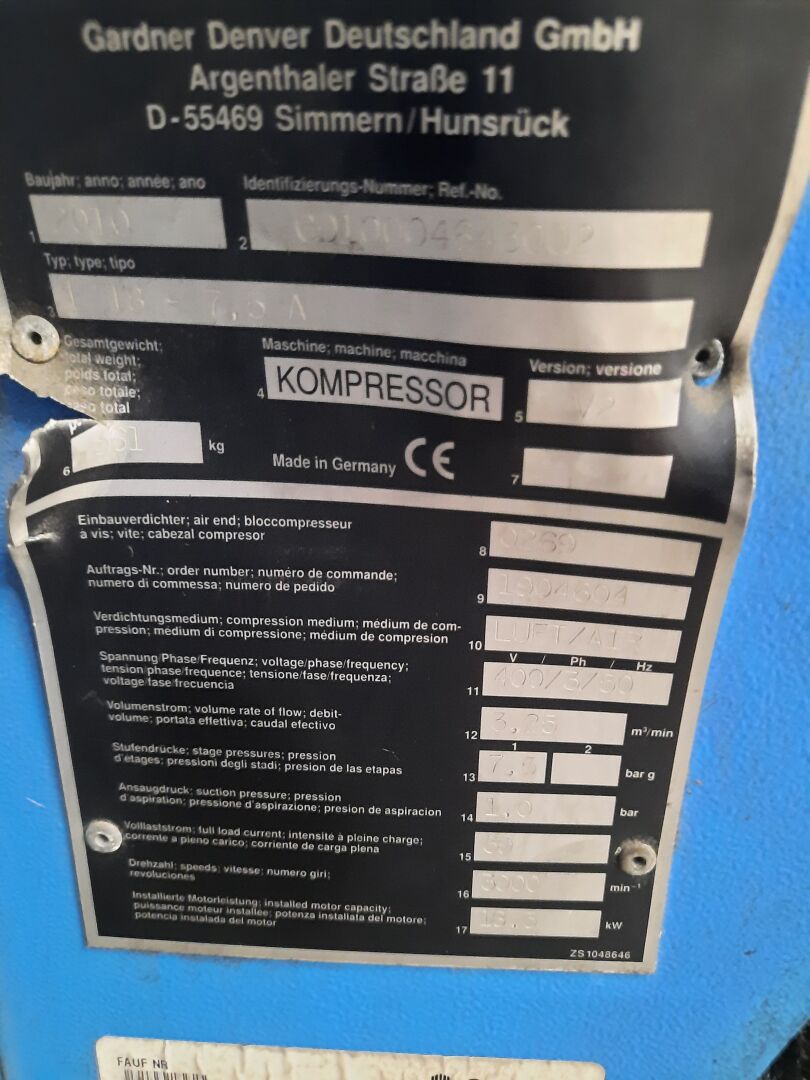 Gardner Denver Deutschland GmbH
Argenthaler Straße 11
D-55469 Simmern/Hunsrück
Baujahr; anno; année; ano
Identifizierungs-Nummer; Ref.-No.
1 2010
2
Typ; type; tipo
3
Gesamtgewicht;
total weight;
poids total;
peso totale;
peso total
Maschine; machine; macchina
4 KOMPRESSOR
Version; versione
5 V2
6
kg
Made in Germany CE
7
Einbauverdichter; air end; bloccompresseur
a vis; vite; cabezal compresor
8 0269
Auftrags-Nr.; order number; numéro de commande;
numero di commessa; numero de pedido
9 1804604
Verdichtungsmedium; compression medium; médium de com-
pression; médium di compressione; médium de compresion
10 LUFT/AIR
Spannung/Phase/Frequenz; voltage/phase/frequency;
tension/phase/frequence; tensione/fase/frequenza;
voltage/fase/frecuencia
V / Ph / Hz
11 400/3/50
Volumenstrom; volume rate of flow; debit-
volume; portata effettiva; caudal efectivo
12 3,25 m³/min
Stufendrücke; stage pressures; pression
d'etages; pressioni degli stadi; presion de las etapas
1 2
13 7,5 bar g
Ansaugdruck; suction pressure; pression
d'aspiration; pressione d'aspirazione; presion de aspiracion
14 1,0 bar
Volllaststrom; full load current; intensité à pleine charge;
corrente a pieno carico; corriente de carga plena
15 A
Drehzahl; speeds; vitesse; numero giri;
revoluciones
16 3000 min⁻¹
Installierte Motorleistung; installed motor capacity;
puissance moteur installée; potenza installata del motore;
potencia instalada del motor
17 18,5 kW
ZS1048646
FAUF NR